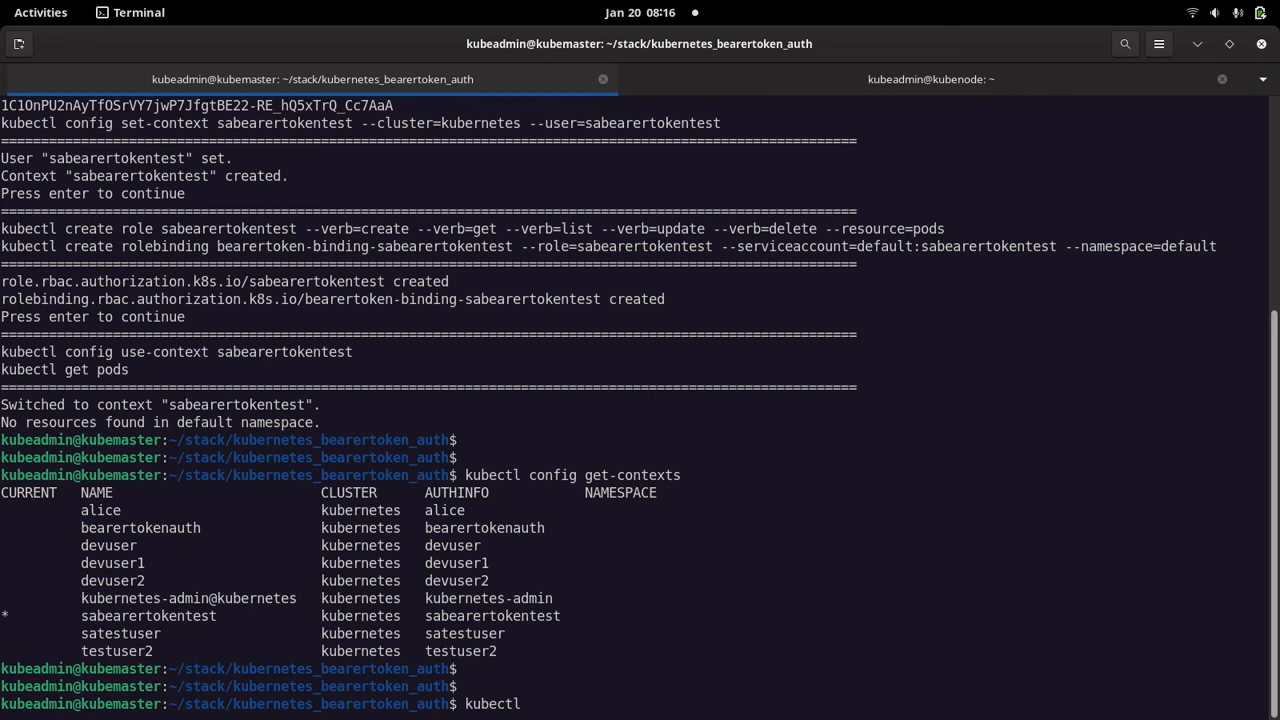 Activities
Terminal
Jan 20 08:16
kubeadmin@kubemaster: ~/stack/kubernetes_bearertoken_auth
kubeadmin@kubemaster: ~/stack/kubernetes_bearertoken_auth
kubeadmin@kubenode: ~
1C1OnPU2nAyTfOSrVY7jwP7JfgtBE22-RE_hQ5xTrQ_Cc7AaA
kubectl config set-context sabearertokentest --cluster=kubernetes --user=sabearertokentest
===========================================================================================================
User "sabearertokentest" set.
Context "sabearertokentest" created.
Press enter to continue
===========================================================================================================
kubectl create role sabearertokentest --verb=create --verb=get --verb=list --verb=update --verb=delete --resource=pods
kubectl create rolebinding bearertoken-binding-sabearertokentest --role=sabearertokentest --serviceaccount=default:sabearertokentest --namespace=default
===========================================================================================================
role.rbac.authorization.k8s.io/sabearertokentest created
rolebinding.rbac.authorization.k8s.io/bearertoken-binding-sabearertokentest created
Press enter to continue
===========================================================================================================
kubectl config use-context sabearertokentest
kubectl get pods
===========================================================================================================
Switched to context "sabearertokentest".
No resources found in default namespace.
kubeadmin@kubemaster:~/stack/kubernetes_bearertoken_auth$
kubeadmin@kubemaster:~/stack/kubernetes_bearertoken_auth$
kubeadmin@kubemaster:~/stack/kubernetes_bearertoken_auth$ kubectl config get-contexts
CURRENT   NAME                          CLUSTER      AUTHINFO            NAMESPACE
          alice                         kubernetes   alice
          bearertokenauth               kubernetes   bearertokenauth
          devuser                       kubernetes   devuser
          devuser1                      kubernetes   devuser1
          devuser2                      kubernetes   devuser2
          kubernetes-admin@kubernetes   kubernetes   kubernetes-admin
*         sabearertokentest             kubernetes   sabearertokentest
          satestuser                    kubernetes   satestuser
          testuser2                     kubernetes   testuser2
kubeadmin@kubemaster:~/stack/kubernetes_bearertoken_auth$
kubeadmin@kubemaster:~/stack/kubernetes_bearertoken_auth$
kubeadmin@kubemaster:~/stack/kubernetes_bearertoken_auth$ kubectl